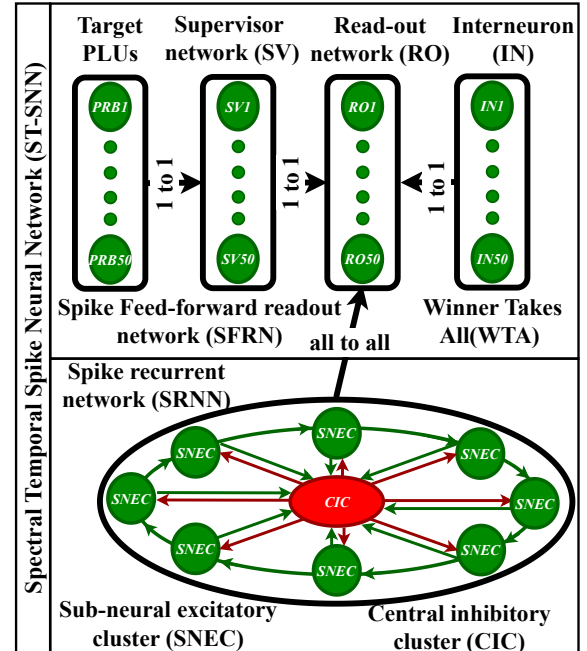 Spectral Temporal Spike Neural Network (ST-SNN)
Target
PLUs
Supervisor
network (SV)
Read-out
network (RO)
Interneuron
(IN)
PRB1
SV1
RO1
IN1
1 to 1
1 to 1
1 to 1
PRB50
SV50
RO50
IN50
Spike Feed-forward readout
network (SFRN)
Winner Takes
All(WTA)
all to all
Spike recurrent
network (SRNN)
SNEC
SNEC
SNEC
SNEC
CIC
SNEC
SNEC
SNEC
SNEC
Sub-neural excitatory
cluster (SNEC)
Central inhibitory
cluster (CIC)